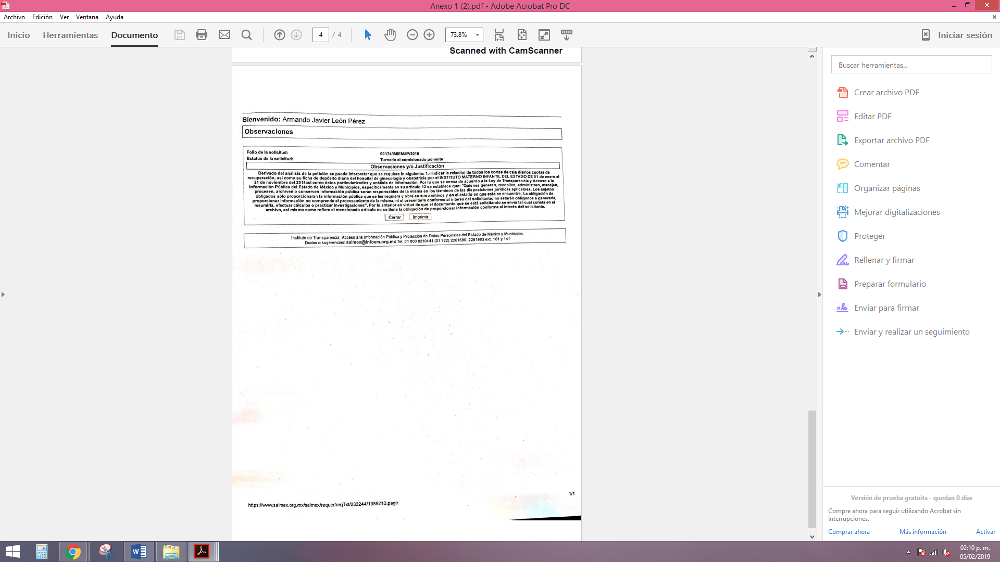 Anexo 1 (2).pdf - Adobe Acrobat Pro DC
Archivo Edición Ver Ventana Ayuda
Inicio Herramientas Documento 4 / 4 73.8% Iniciar sesión
Scanned with CamScanner
Bienvenido: Armando Javier León Pérez
Observaciones
Folio de la solicitud: 00174/IMIEM/IP/2018
Estatus de la solicitud: Turnado al comisionado ponente
Observaciones y/o Justificación
Derivado del análisis de la petición se puede interpretar que se requiere lo siguiente: 1.- Indicar la relación de todos los cortes de caja diarios cuotas de
recuperación, así como su ficha de depósito diaria del hospital de ginecología y obstetricia por el INSTITUTO MATERNO INFANTIL DEL ESTADO DE 01 de enero al
21 de noviembre del 2018así como datos particularizados y análisis de información. Por lo que se anexa de acuerdo a la Ley de Transparencia y Acceso a la
Información Pública del Estado de México y Municipios, específicamente en su artículo 12 se establece que: "Quienes generen, recopilen, administren, manejen,
procesen, archiven o conserven información pública serán responsables de la misma en los términos de las disposiciones jurídicas aplicables. Los sujetos
obligados sólo proporcionaran la información pública que se les requiera y obre en sus archivos y en el estado en que esta se encuentre. La obligación de
proporcionar información no comprende el procesamiento de la misma, ni el presentarla conforme al interés del solicitante; no estarán obligados a generarla,
resumirla, efectuar cálculos o practicar investigaciones". Por lo anterior en virtud de que el documento que se está solicitando se envía tal cual consta en el
archivo, así mismo como refiere el mencionado artículo no se tiene la obligación de proporcionar información conforme al interés del solicitante.
Cerrar Imprimir
Instituto de Transparencia, Acceso a la Información Pública y Protección de Datos Personales del Estado de México y Municipios.
Dudas o sugerencias: saimex@infoem.org.mx Tel. 01 800 8210441 (01 722) 2261680, 2261983 ext. 101 y 141
1/1
https://www.saimex.org.mx/saimex/requer/reqTxt/233244/1386210.page
Buscar herramientas...
Crear archivo PDF
Editar PDF
Exportar archivo PDF
Comentar
Organizar páginas
Mejorar digitalizaciones
Proteger
Rellenar y firmar
Preparar formulario
Enviar para firmar
Enviar y realizar un seguimiento
Versión de prueba gratuita - quedan 0 días
Compre ahora para seguir utilizando Acrobat sin
interrupciones.
Comprar ahora Más información Activar
02:10 p. m.
05/02/2019